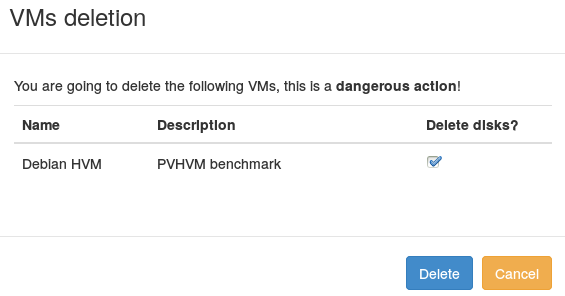 VMs deletion
You are going to delete the following VMs, this is a dangerous action!
Name Description Delete disks?
Debian HVM PVHVM benchmark
Delete Cancel